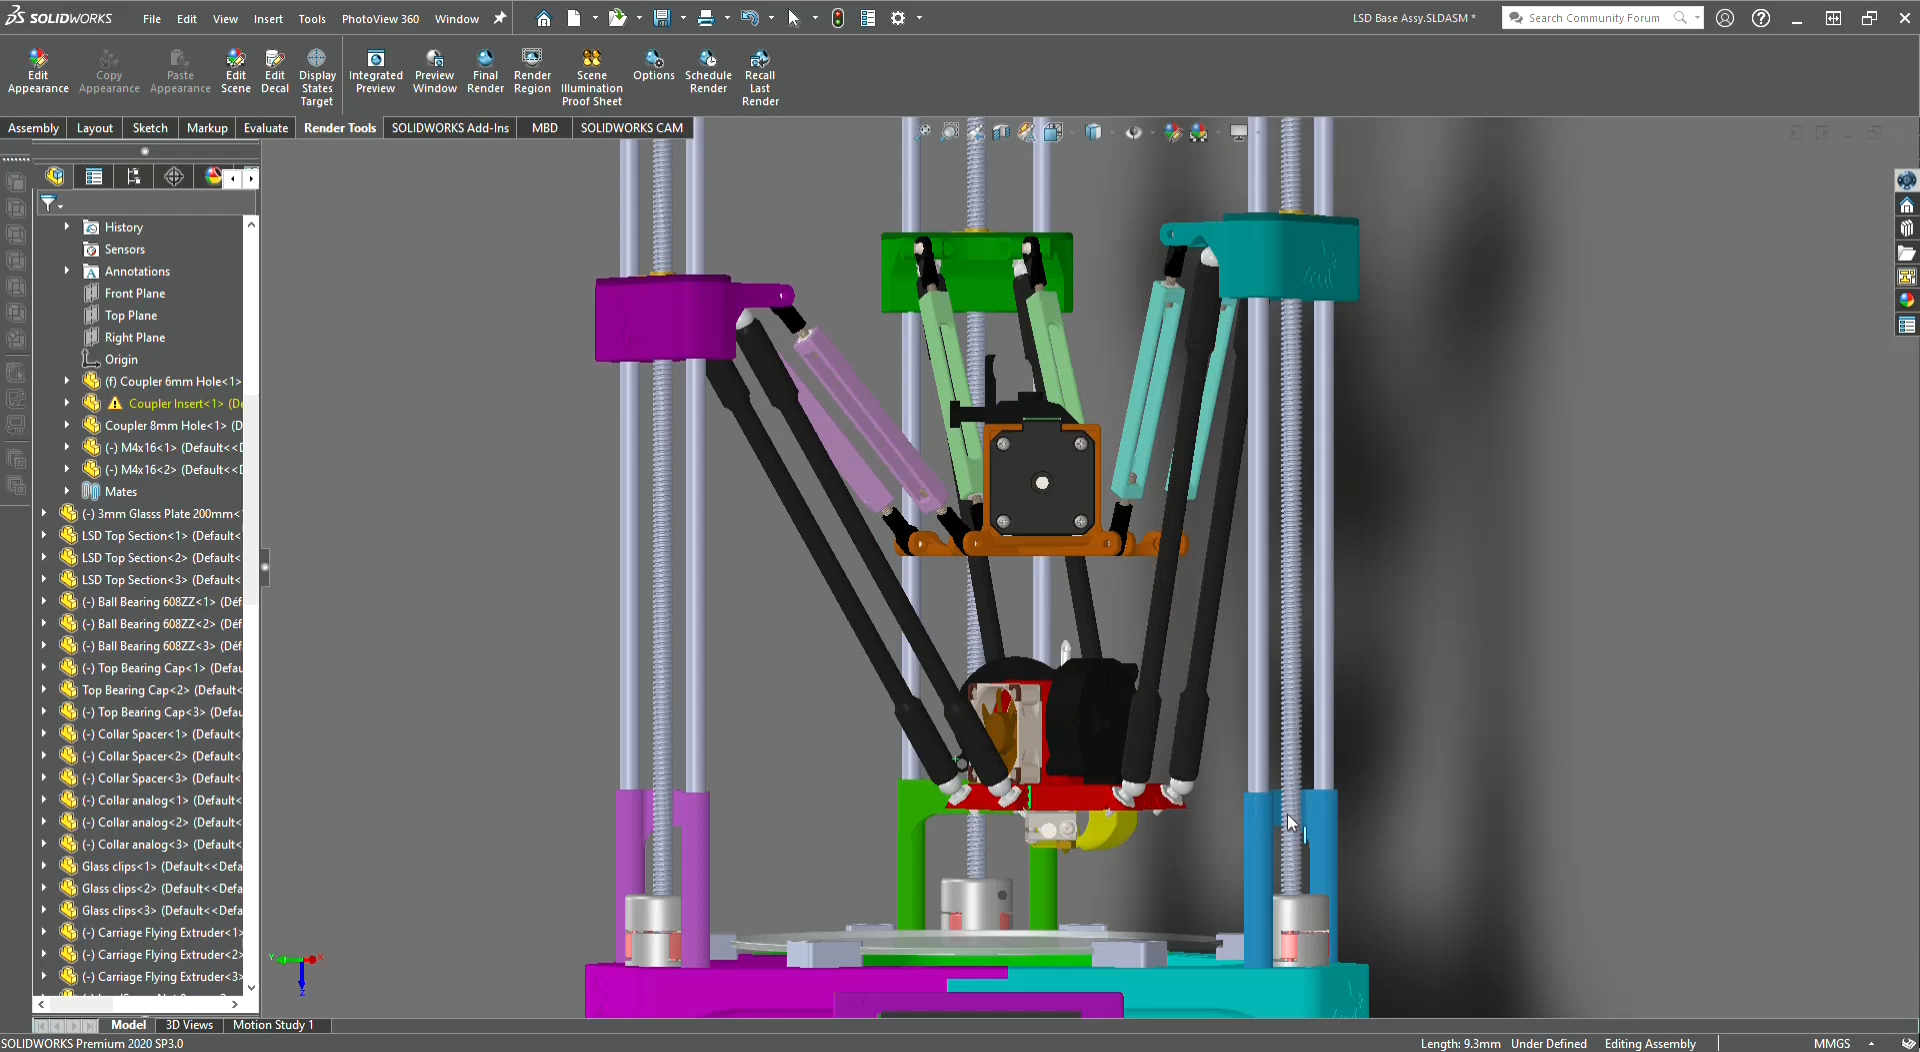 SOLIDWORKS File Edit View Insert Tools PhotoView 360 Window LSD Base Assy.SLDASM * Search Community Forum
Edit Appearance
Copy Appearance
Paste Appearance
Edit Scene
Edit Decal
Display States Target
Integrated Preview
Preview Window
Final Render
Render Region
Scene Illumination Proof Sheet
Options
Schedule Render
Recall Last Render
Assembly Layout Sketch Markup Evaluate Render Tools SOLIDWORKS Add-Ins MBD SOLIDWORKS CAM
History
Sensors
Annotations
Front Plane
Top Plane
Right Plane
Origin
(f) Coupler 6mm Hole<1>
Coupler Insert<1> (De
Coupler 8mm Hole<1> (D
(-) M4x16<1> (Default<<D
(-) M4x16<2> (Default<<D
Mates
(-) 3mm Glasss Plate 200mm<
LSD Top Section<1> (Default<
LSD Top Section<2> (Default<
LSD Top Section<3> (Default<
(-) Ball Bearing 608ZZ<1> (Déf
(-) Ball Bearing 608ZZ<2> (Déf
(-) Ball Bearing 608ZZ<3> (Déf
(-) Top Bearing Cap<1> (Defau
Top Bearing Cap<2> (Default<
(-) Top Bearing Cap<3> (Defau
(-) Collar Spacer<1> (Default<
(-) Collar Spacer<2> (Default<
(-) Collar Spacer<3> (Default<
(-) Collar analog<1> (Default<
(-) Collar analog<2> (Default<
(-) Collar analog<3> (Default<
Glass clips<1> (Default<<Defa
Glass clips<2> (Default<<Defa
Glass clips<3> (Default<<Defa
(-) Carriage Flying Extruder<1>
(-) Carriage Flying Extruder<2>
(-) Carriage Flying Extruder<3>
Y X
Z
Model 3D Views Motion Study 1
SOLIDWORKS Premium 2020 SP3.0 Length: 9.3mm Under Defined Editing Assembly MMGS